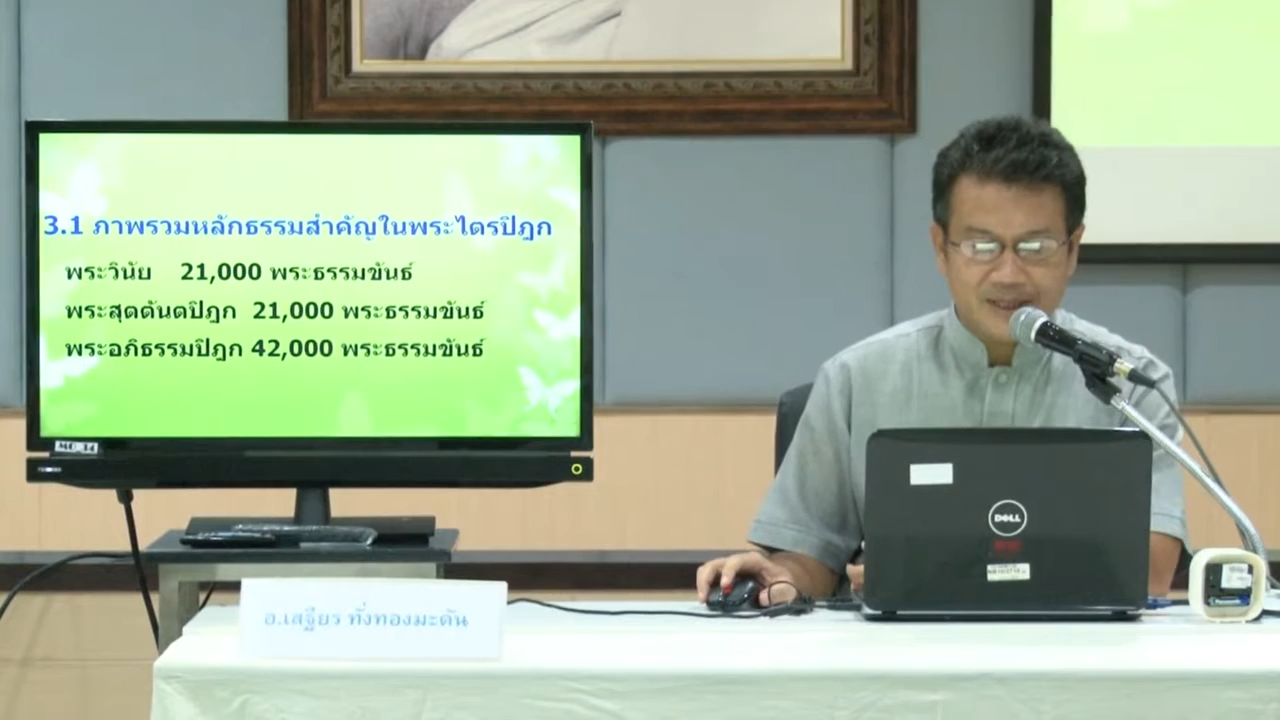 3.1 ภาพรวมหลักธรรมสำคัญในพระไตรปิฎก
พระวินัย 21,000 พระธรรมขันธ์
พระสุตตันตปิฎก 21,000 พระธรรมขันธ์
พระอภิธรรมปิฎก 42,000 พระธรรมขันธ์
อ.เสฐียร ทั่งทองมะดัน
DELL